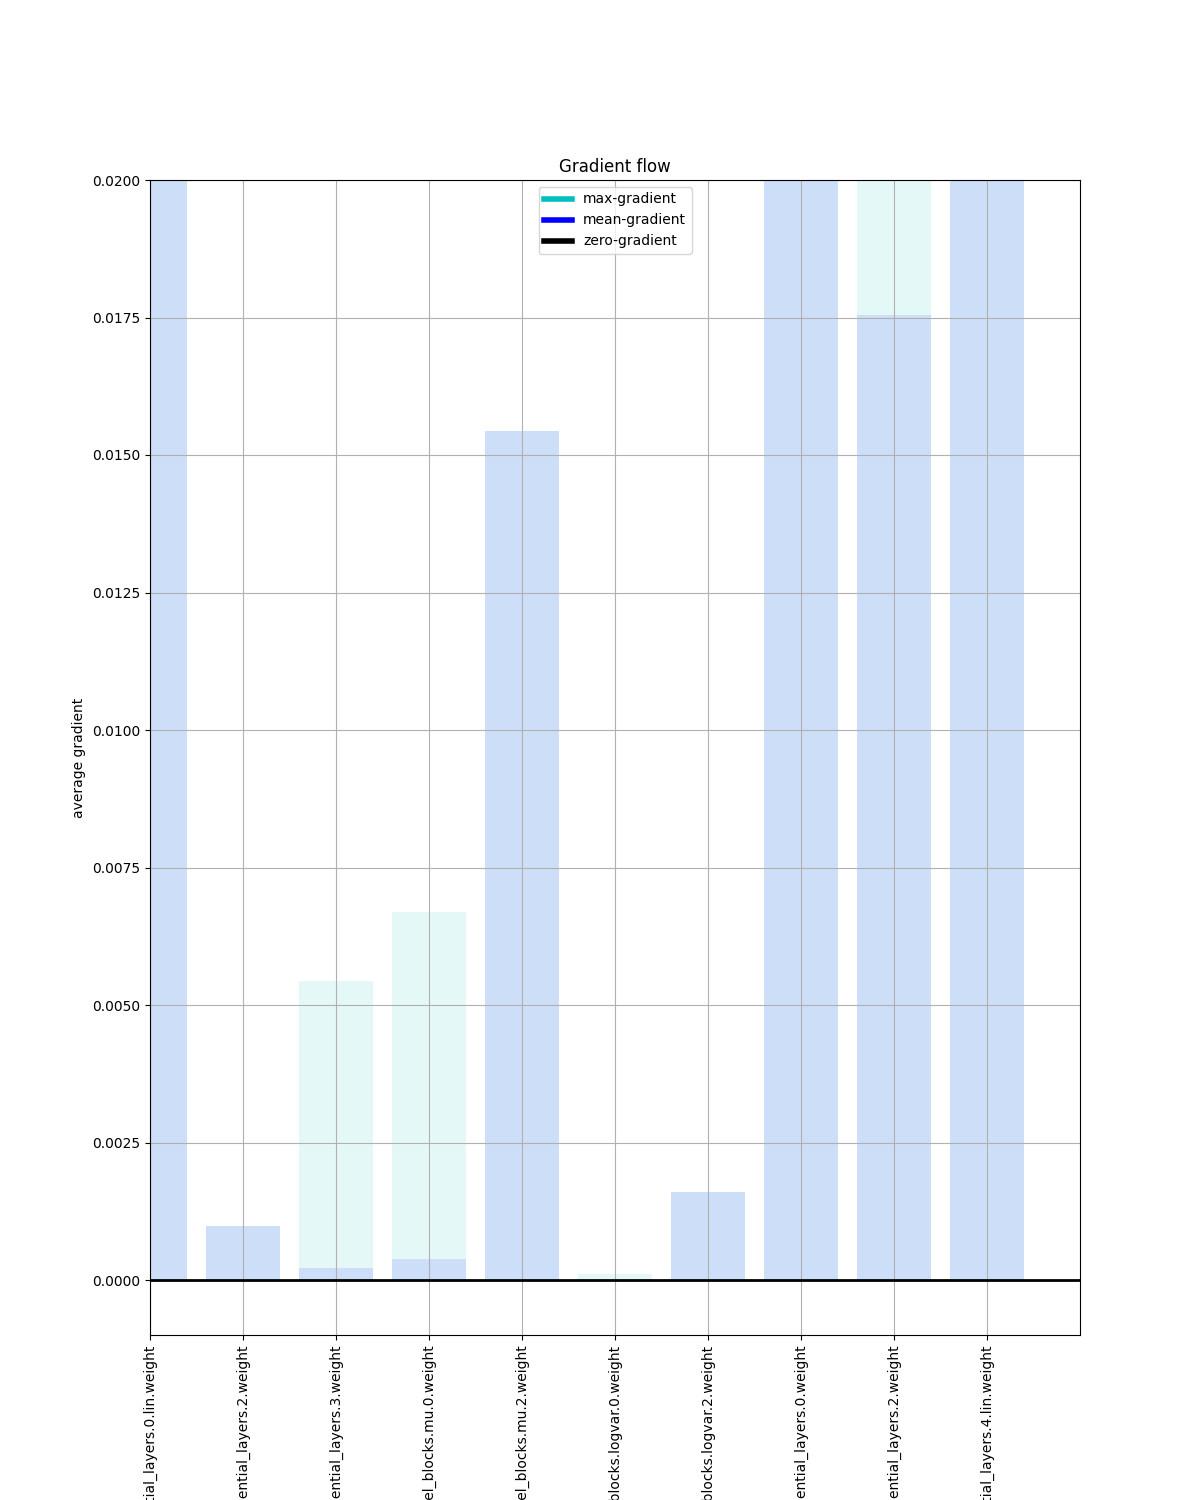 Gradient flow
max-gradient
mean-gradient
zero-gradient
0.0200
0.0175
0.0150
0.0125
0.0100
0.0075
0.0050
0.0025
0.0000
average gradient
tial_layers.0.lin.weight
ential_layers.2.weight
ential_layers.3.weight
el_blocks.mu.0.weight
el_blocks.mu.2.weight
blocks.logvar.0.weight
blocks.logvar.2.weight
ential_layers.0.weight
ential_layers.2.weight
tial_layers.4.lin.weight